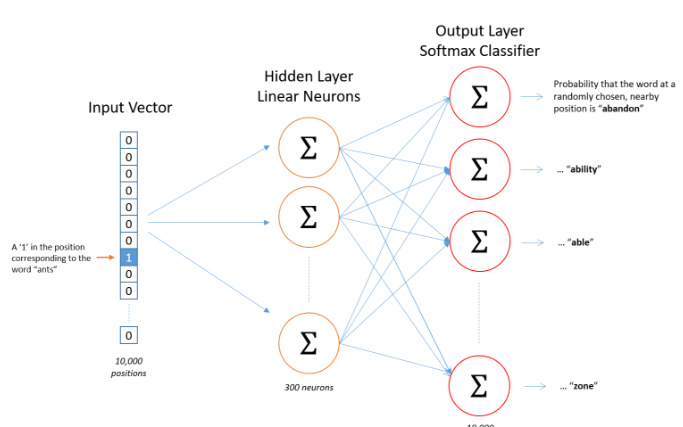 Output Layer
Softmax Classifier
Hidden Layer
Linear Neurons
Input Vector
0
0
0
0
0
0
0
1
0
0
0
A '1' in the position
corresponding to the
word "ants"
10,000
positions
Σ
Σ
Σ
300 neurons
Σ
Σ
Σ
Σ
Probability that the word at a
randomly chosen, nearby
position is "abandon"
... "ability"
... "able"
... "zone"
10,000